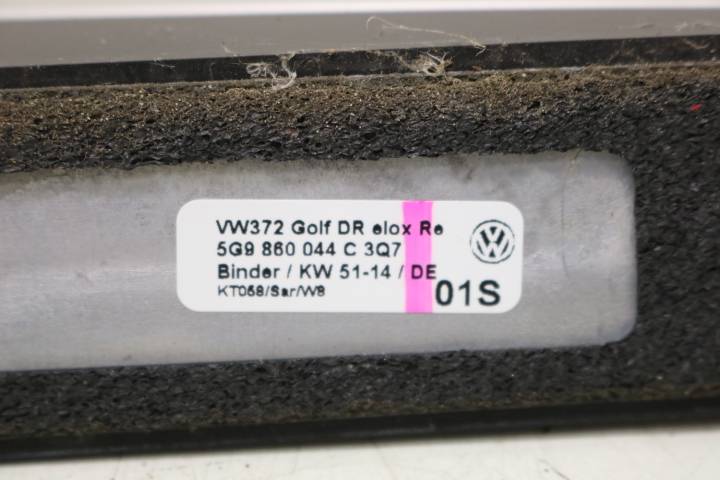 VW372 Golf DR elox Re
5G9 860 044 C 3Q7
Binder / KW 51-14 / DE
KT058/Sar/W8
01S